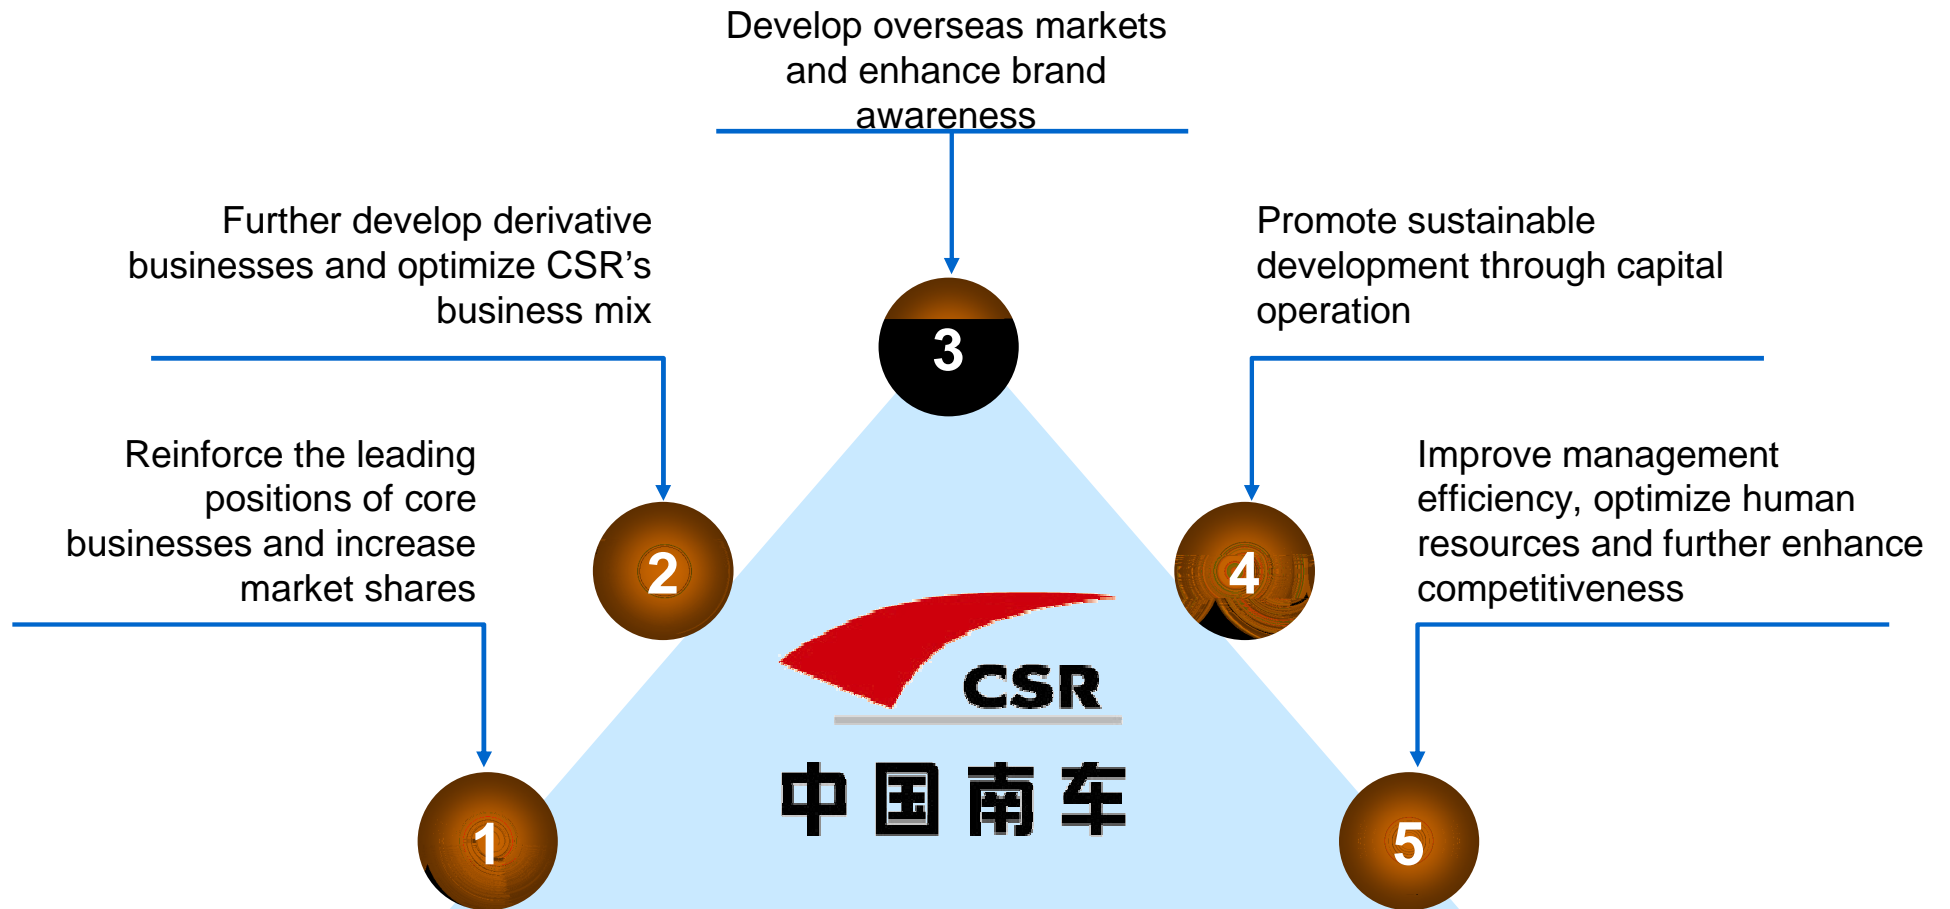 Develop overseas markets
and enhance brand
awareness
Further develop derivative
businesses and optimize CSR’s
business mix
Promote sustainable
development through capital
operation
3
Reinforce the leading
positions of core
businesses and increase
market shares
Improve management
efficiency, optimize human
resources and further enhance
competitiveness
2
4
CSR
中国南车
1
5